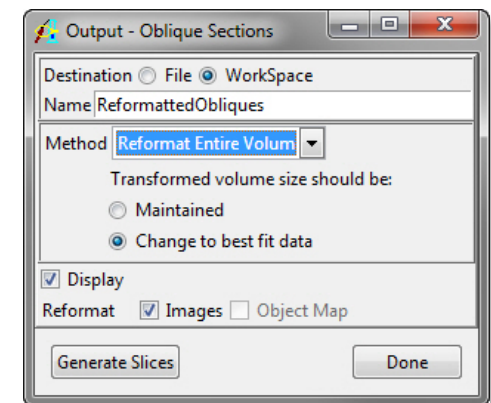 Output - Oblique Sections
Destination File WorkSpace
Name ReformattedObliques
Method Reformat Entire Volum
Transformed volume size should be:
Maintained
Change to best fit data
Display
Reformat Images Object Map
Generate Slices Done